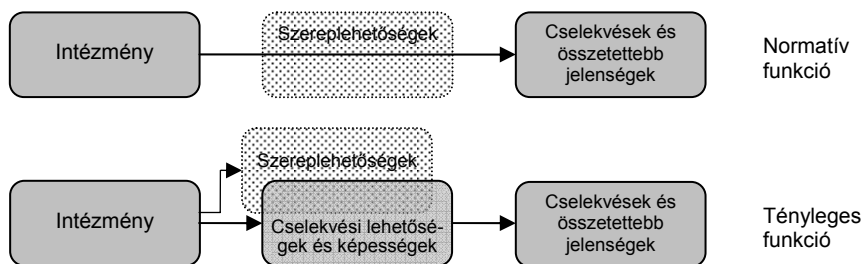 Intézmény
Szereplehetőségek
Cselekvések és
összetettebb
jelenségek
Normatív
funkció
Szereplehetőségek
Intézmény
Cselekvési lehetősé-
gek és képességek
Cselekvések és
összetettebb
jelenségek
Tényleges
funkció